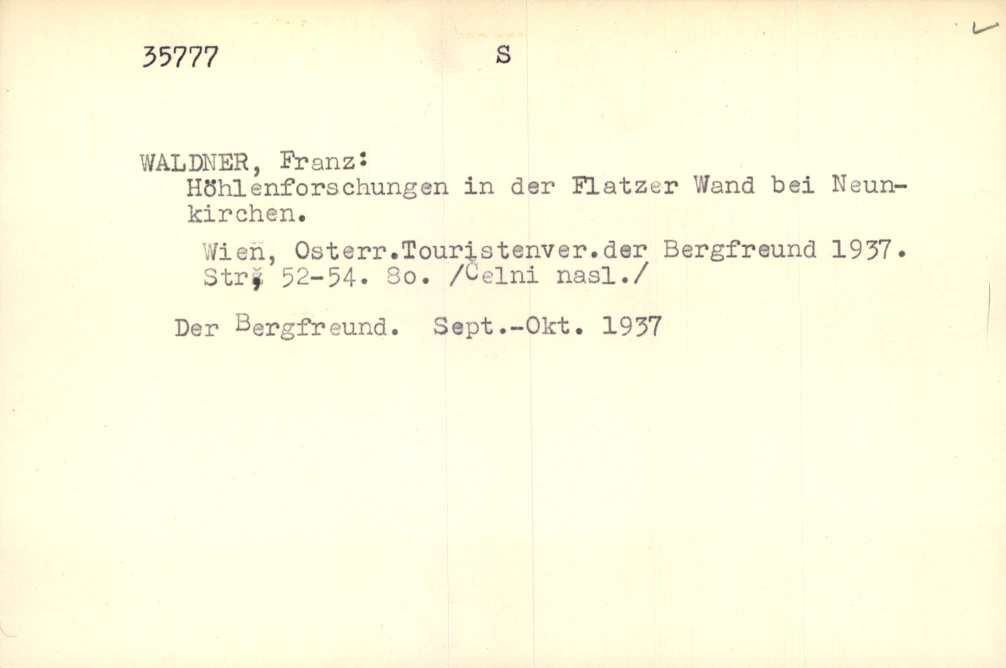 35777 S
WALDNER, Franz:
Höhlenforschungen in der Flatzer Wand bei Neun-
kirchen.
Wien, Osterr.Touristenver.der Bergfreund 1937.
Str, 52-54. 8o. /Čelni nasl./
Der Bergfreund. Sept.-Okt. 1937